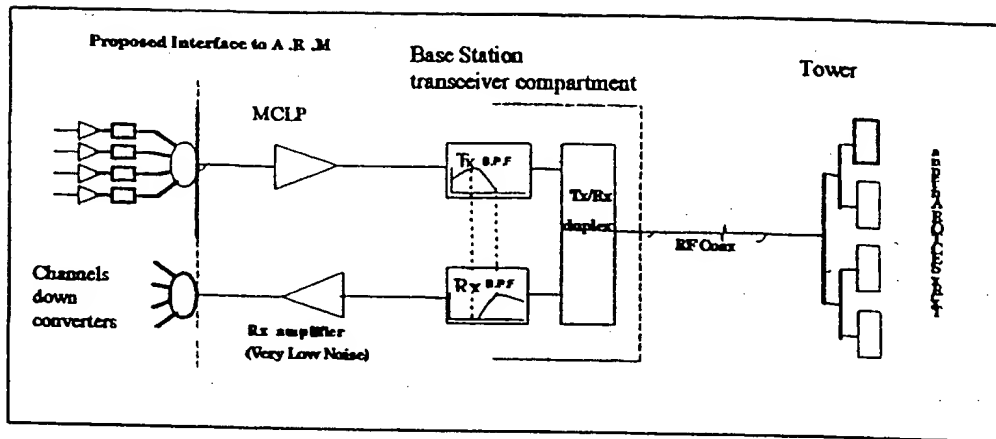 Proposed Interface to A .R .M
Base Station
transceiver compartment
Tower
MCLP
Tx B.P.F
Tx/Rx
duplex
RF Coax
Rx B.P.F
Channels
down
converters
Rx amplifier
(Very Low Noise)